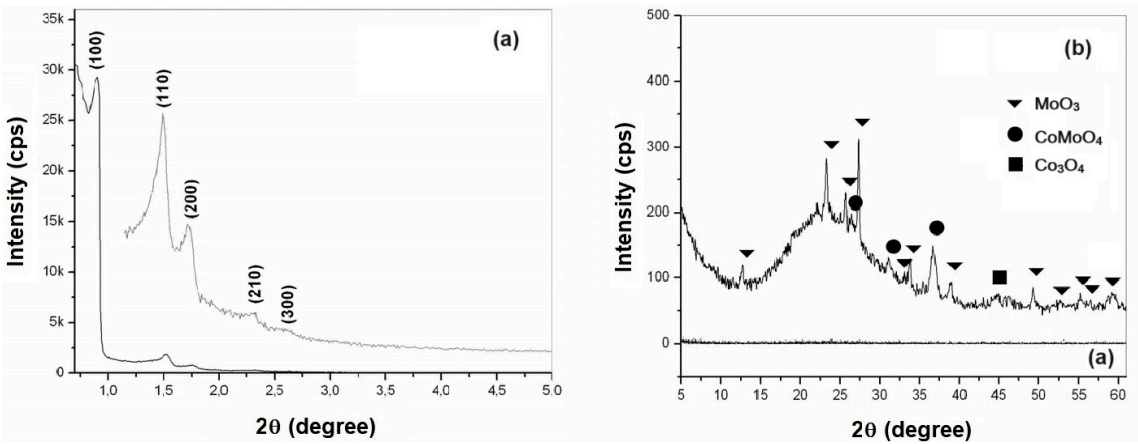 35k
30k
25k
20k
15k
10k
5k
0
Intensity (cps)
(a)
(100)
(110)
(200)
(210)
(300)
1,0
1,5
2,0
2,5
3,0
3,5
4,0
4,5
5,0
2θ (degree)
500
400
300
200
100
0
Intensity (cps)
(b)
MoO₃
CoMoO₄
Co₃O₄
(a)
5
10
15
20
25
30
35
40
45
50
55
60
2θ (degree)